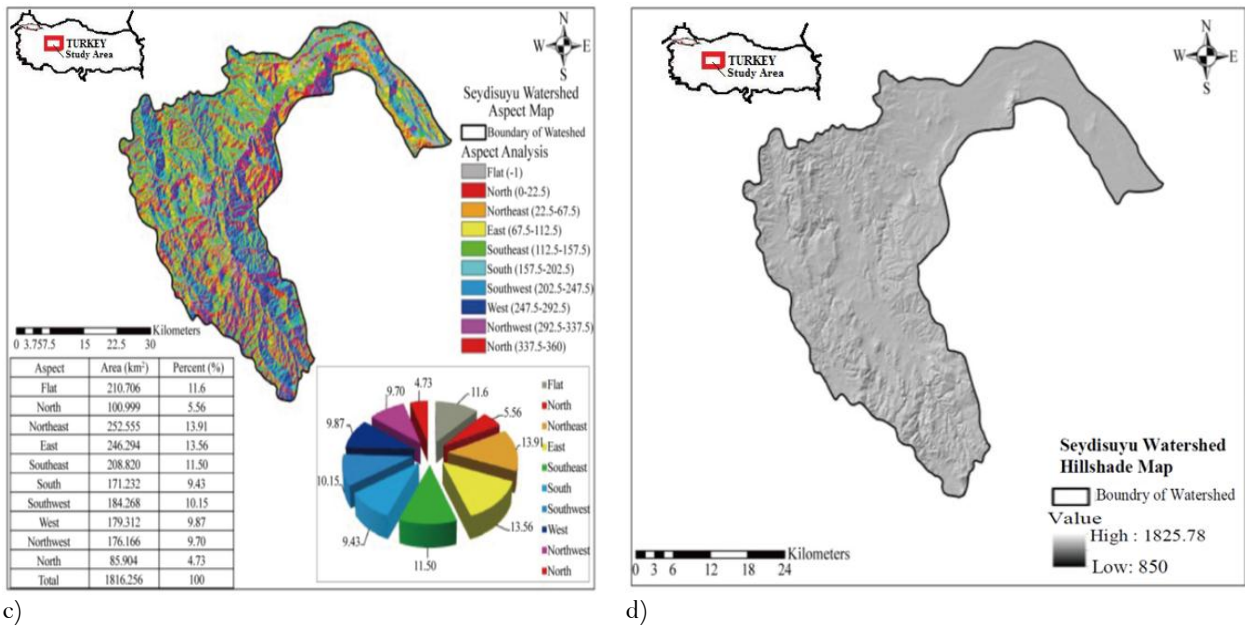 TURKEY
Study Area
N
W E
S
Seydisuyu Watershed
Aspect Map
Boundary of Wateshed
Aspect Analysis
Flat (-1)
North (0-22.5)
Northeast (22.5-67.5)
East (67.5-112.5)
Southeast (112.5-157.5)
South (157.5-202.5)
Southwest (202.5-247.5)
West (247.5-292.5)
Northwest (292.5-337.5)
North (337.5-360)
Kilometers
0 3.757.5 15 22.5 30
Aspect Area (km²) Percent (%)
Flat 210.706 11.6
North 100.999 5.56
Northeast 252.555 13.91
East 246.294 13.56
Southeast 208.820 11.50
South 171.232 9.43
Southwest 184.268 10.15
West 179.312 9.87
Northwest 176.166 9.70
North 85.904 4.73
Total 1816.256 100
4.73
11.6
9.70
5.56
9.87
13.91
10.15
9.43
13.56
11.50
Flat
North
Northeast
East
Southeast
South
Southwest
West
Northwest
North
c)
TURKEY
Study Area
N
W E
S
Seydisuyu Watershed
Hillshade Map
Boundry of Watershed
Value
High : 1825.78
Low: 850
Kilometers
0 3 6 12 18 24
d)